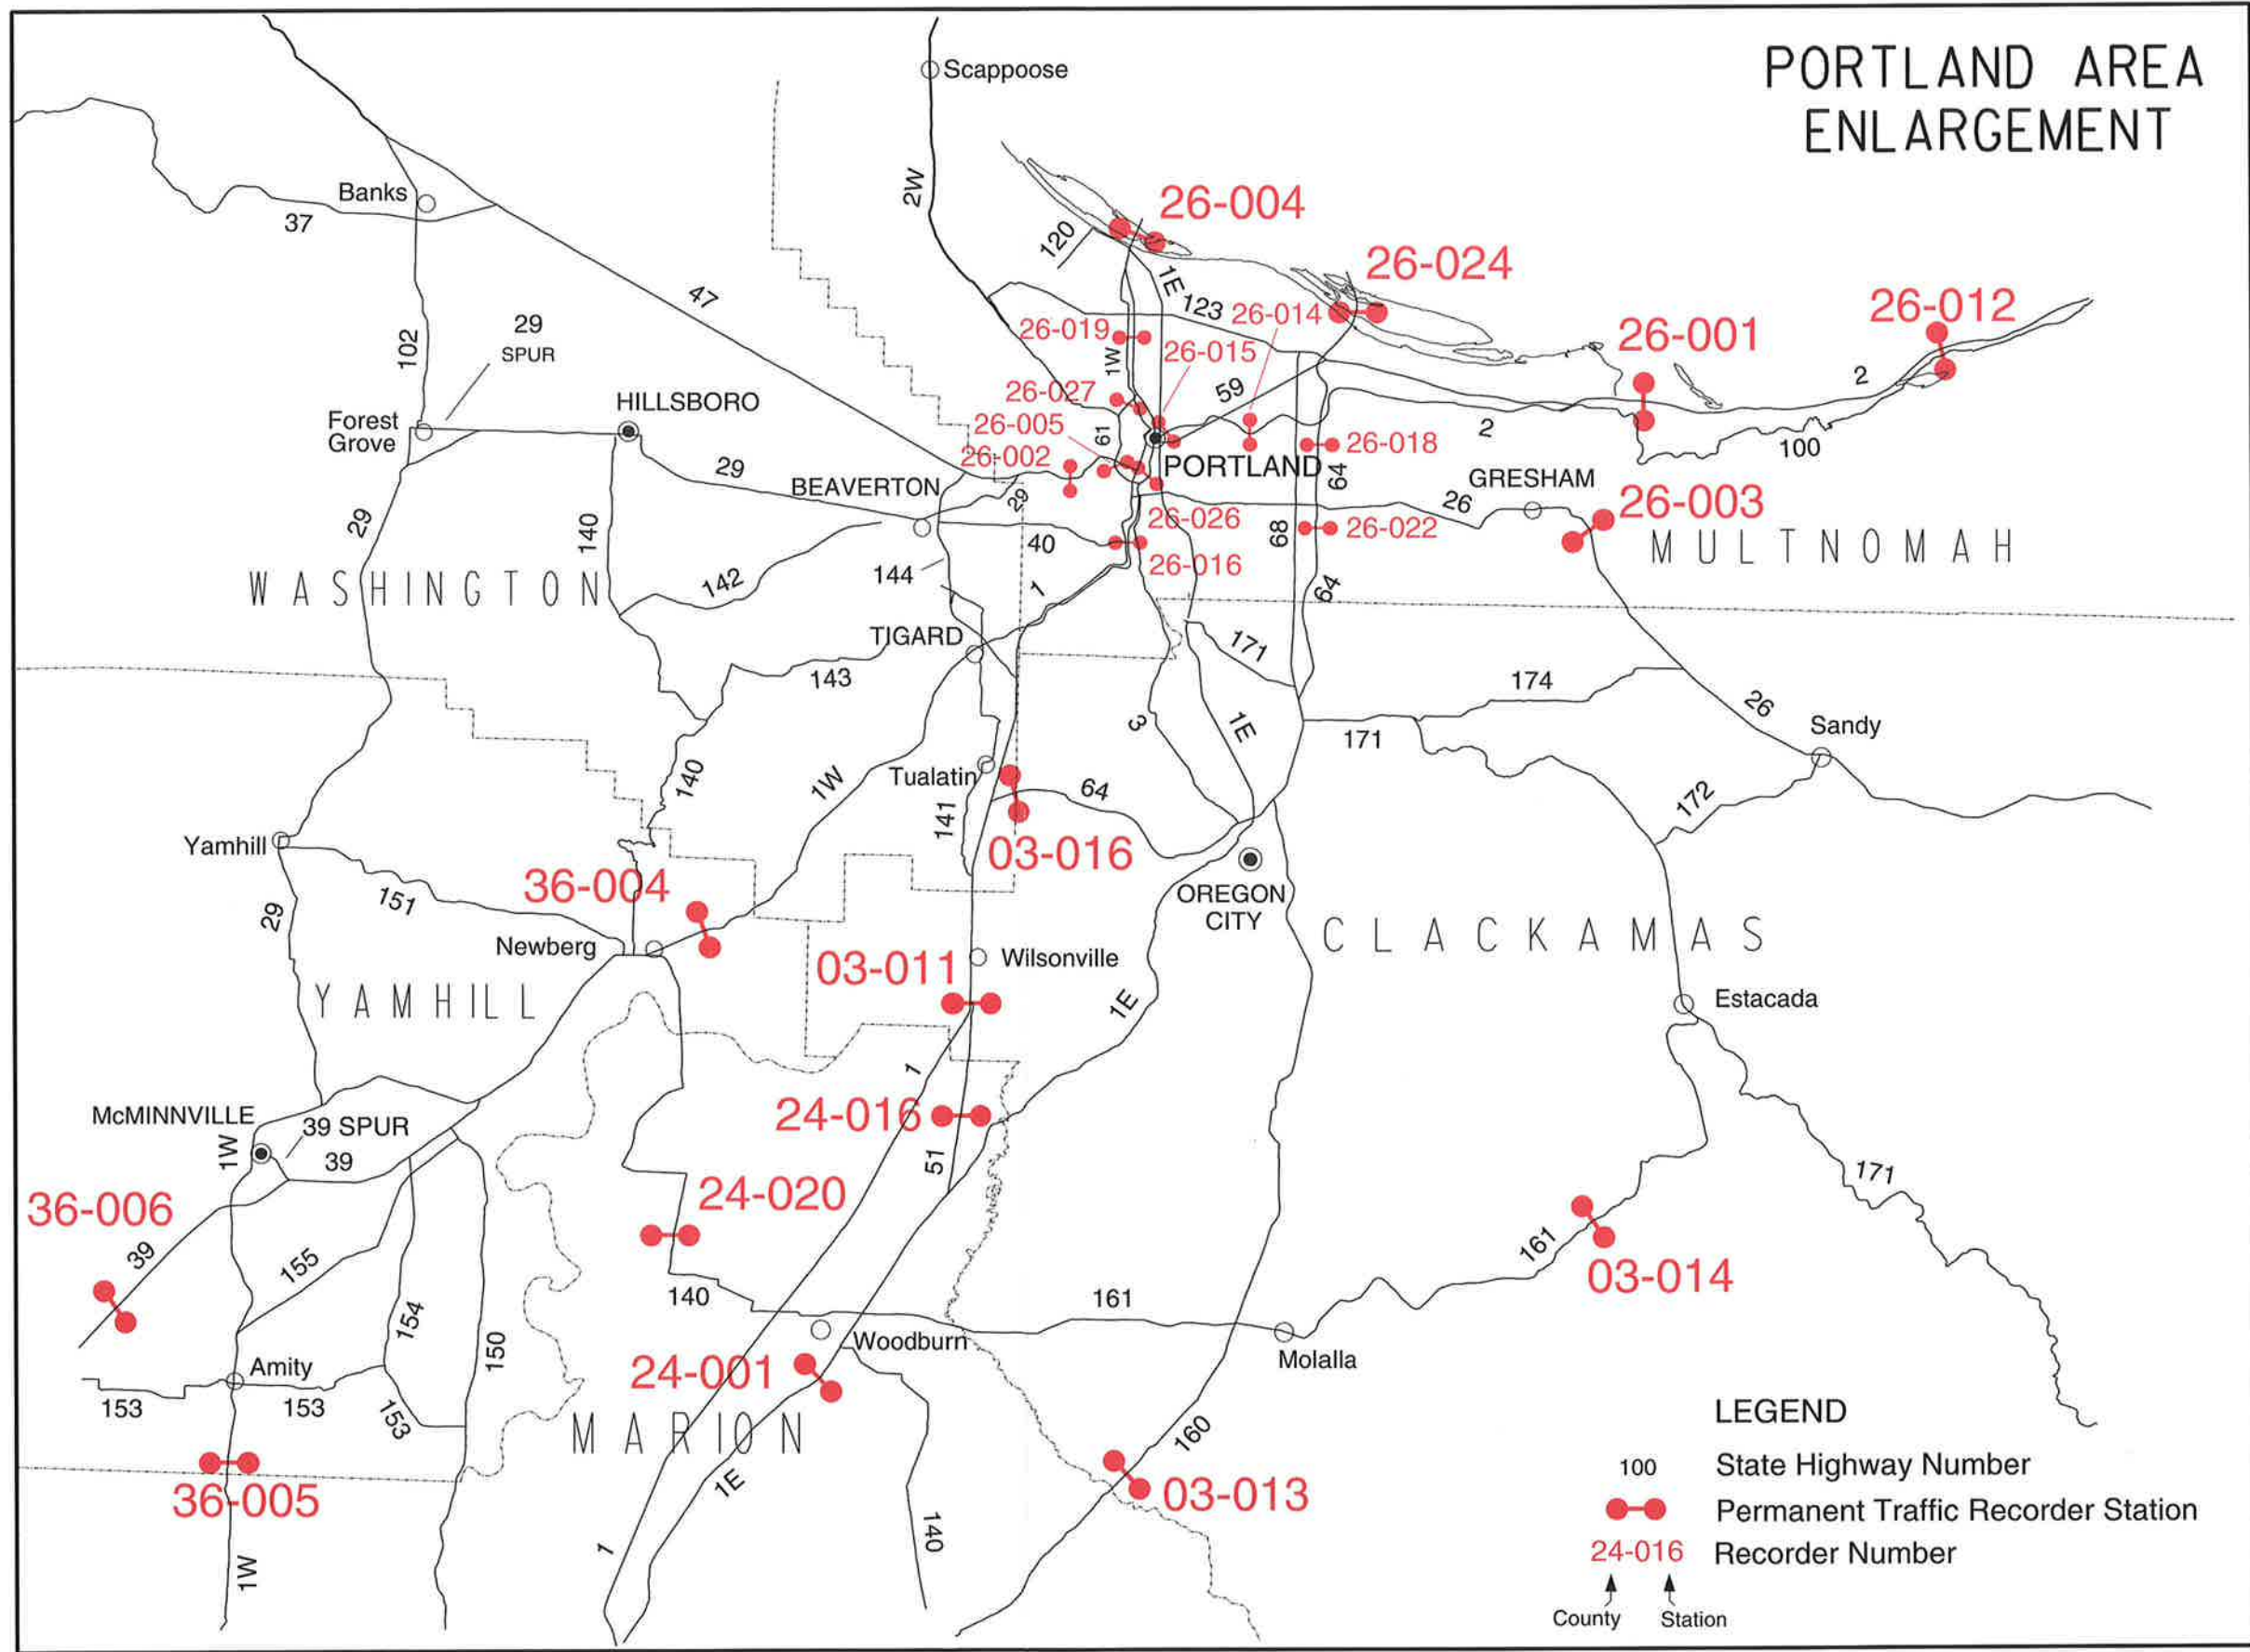 PORTLAND AREA
ENLARGEMENT
Scappoose
2W
Banks
37
26-004
120
1E
26-024
47
123
26-014
26-012
26-001
26-019
1W
26-015
29
SPUR
102
2
59
26-027
HILLSBORO
Forest
Grove
26-005
61
2
26-018
100
26-002
PORTLAND
64
29
BEAVERTON
29
GRESHAM
26
26-003
29
140
26-026
68
26-022
MULTNOMAH
40
144
26-016
WASHINGTON
142
1
64
TIGARD
171
143
174
3
1E
26
Sandy
171
140
1W
Tualatin
64
172
141
Yamhill
03-016
36-004
151
OREGON
CITY
29
CLACKAMAS
Newberg
03-011
Wilsonville
YAMHILL
1E
Estacada
1
McMINNVILLE
39 SPUR
24-016
1W
39
51
171
36-006
24-020
39
155
161
03-014
140
161
154
150
Woodburn
Molalla
Amity
24-001
153
153
153
MARION
160
1E
03-013
36-005
1
140
1W
LEGEND
100 State Highway Number
Permanent Traffic Recorder Station
24-016 Recorder Number
County Station